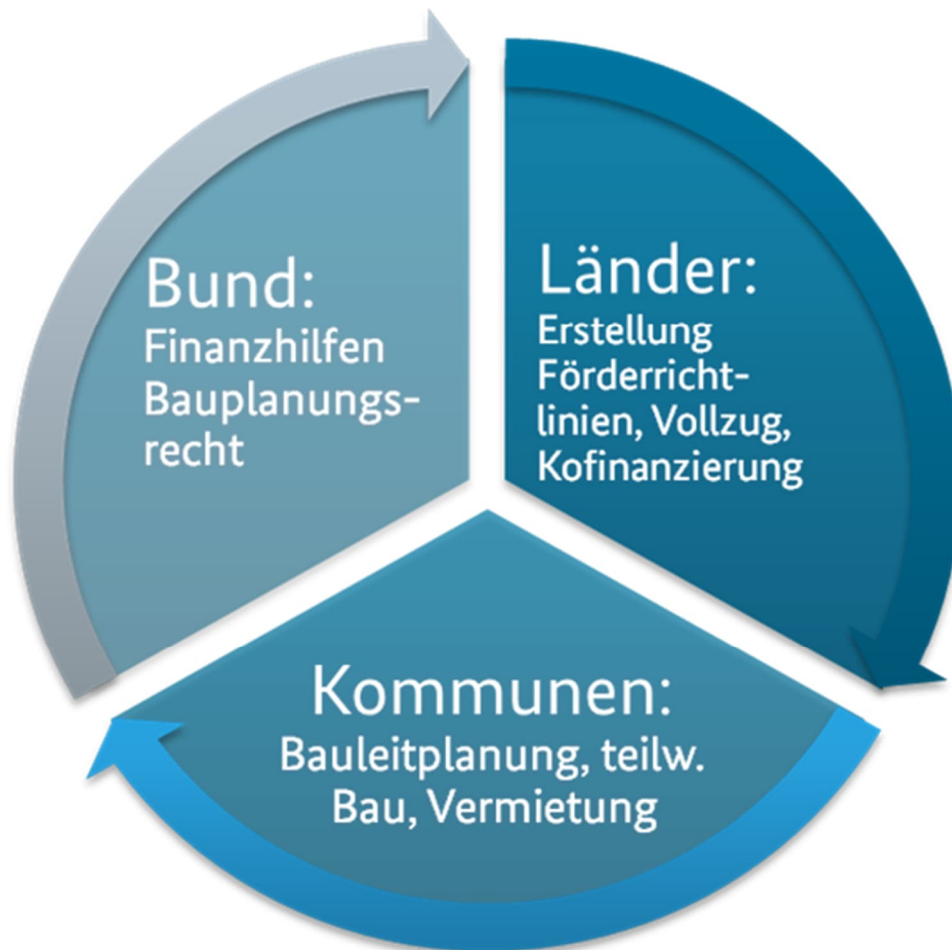 Bund:
Finanzhilfen
Bauplanungs-
recht
Länder:
Erstellung
Förderricht-
linien, Vollzug,
Kofinanzierung
Kommunen:
Bauleitplanung, teilw.
Bau, Vermietung